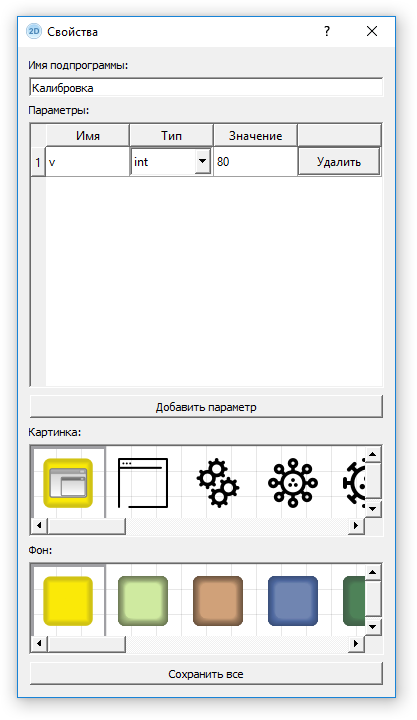 2D Свойства ?
Имя подпрограммы:
Калибровка
Параметры:
Имя Тип Значение
1 v int 80 Удалить
Добавить параметр
Картинка:
Фон:
Сохранить все